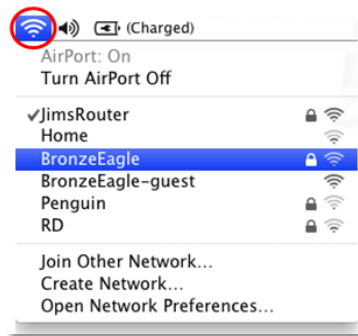 (Charged)
AirPort: On
Turn AirPort Off
✓JimsRouter
Home
BronzeEagle
BronzeEagle-guest
Penguin
RD
Join Other Network...
Create Network...
Open Network Preferences...